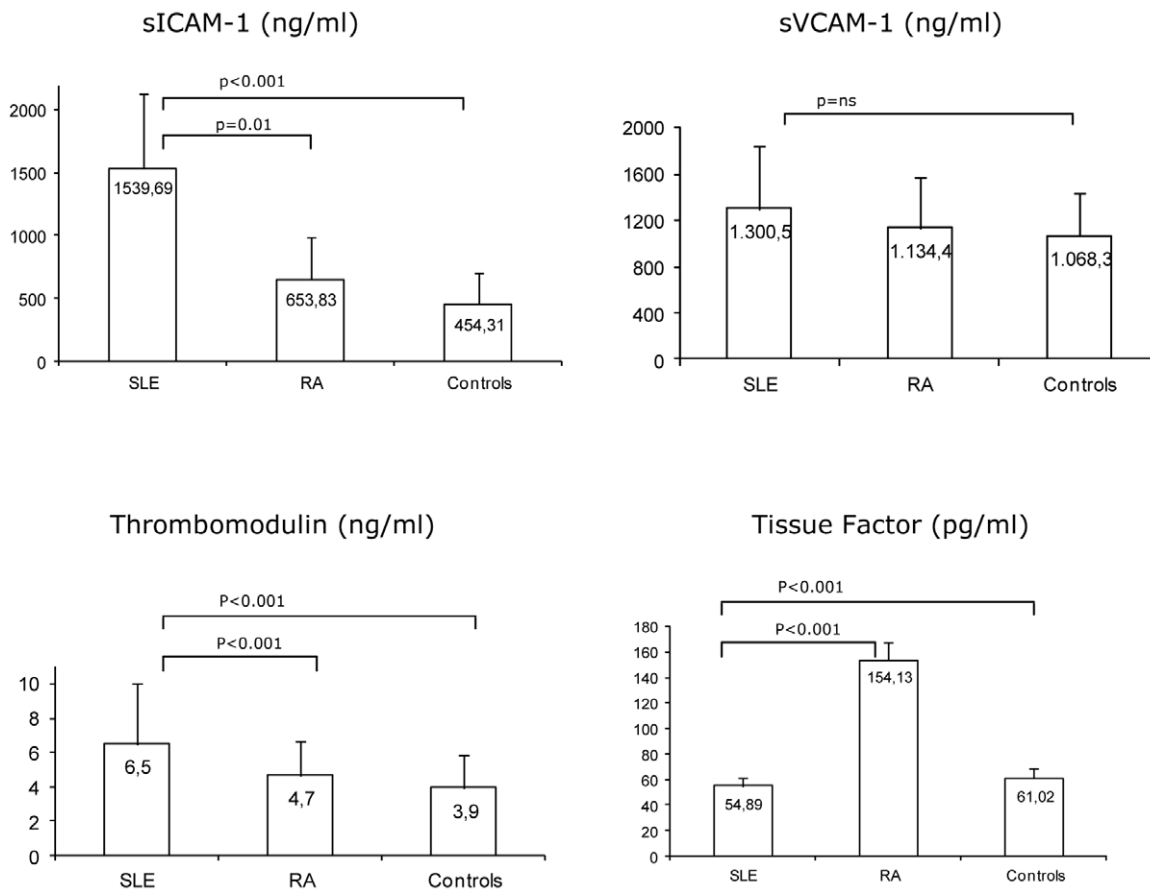 sICAM-1 (ng/ml)
p<0.001
p=0.01
2000
1500
1000
500
0
1539,69
653,83
454,31
SLE RA Controls
sVCAM-1 (ng/ml)
p=ns
2000
1600
1200
800
400
0
1.300,5
1.134,4
1.068,3
SLE RA Controls
Thrombomodulin (ng/ml)
P<0.001
P<0.001
10
8
6
4
2
0
6,5
4,7
3,9
SLE RA Controls
Tissue Factor (pg/ml)
P<0.001
P<0.001
180
160
140
120
100
80
60
40
20
0
54,89
154,13
61,02
SLE RA Controls